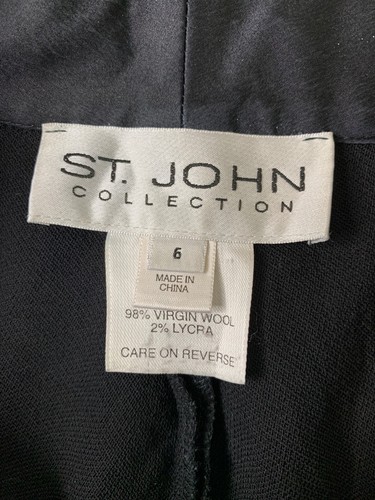 ST. JOHN
COLLECTION
6
MADE IN
CHINA
98% VIRGIN WOOL
2% LYCRA
CARE ON REVERSE